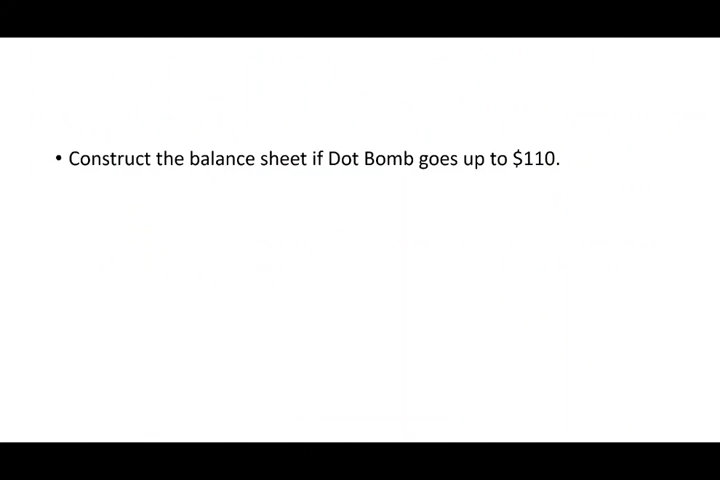 • Construct the balance sheet if Dot Bomb goes up to $110.